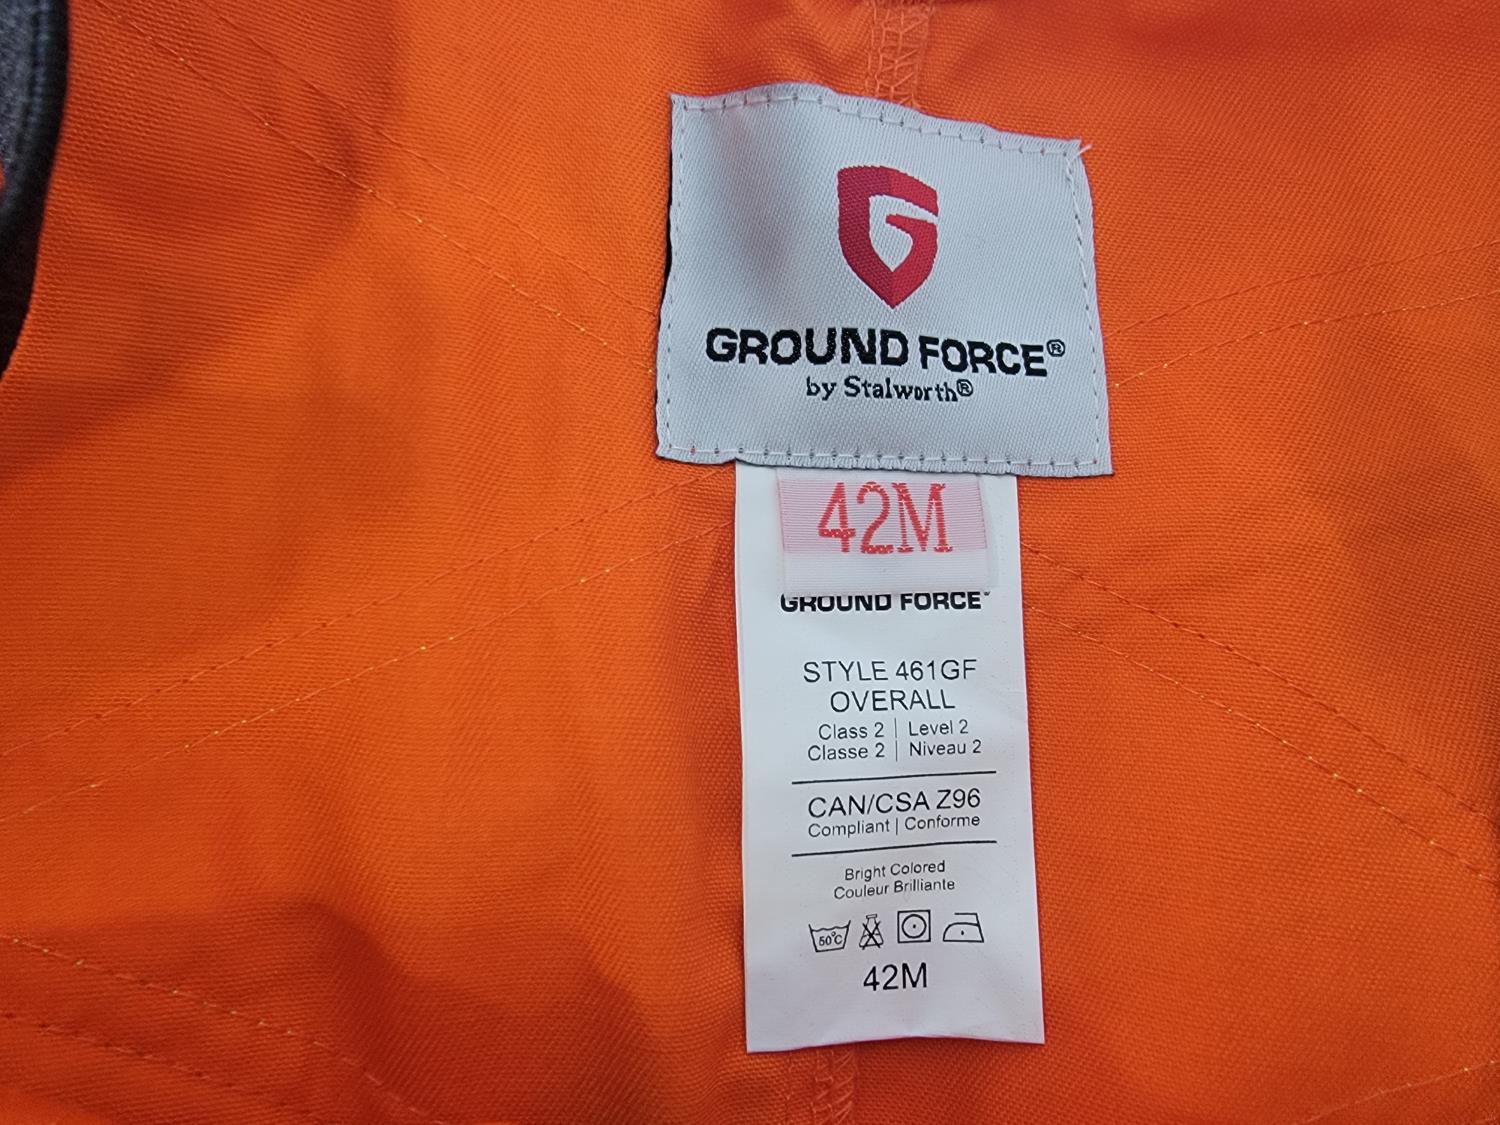 GROUND FORCE®
by Stalworth®
42M
GROUND FORCE®
STYLE 461GF
OVERALL
Class 2 | Level 2
Classe 2 | Niveau 2
CAN/CSA Z96
Compliant | Conforme
Bright Colored
Couleur Brilliante
50°C
42M